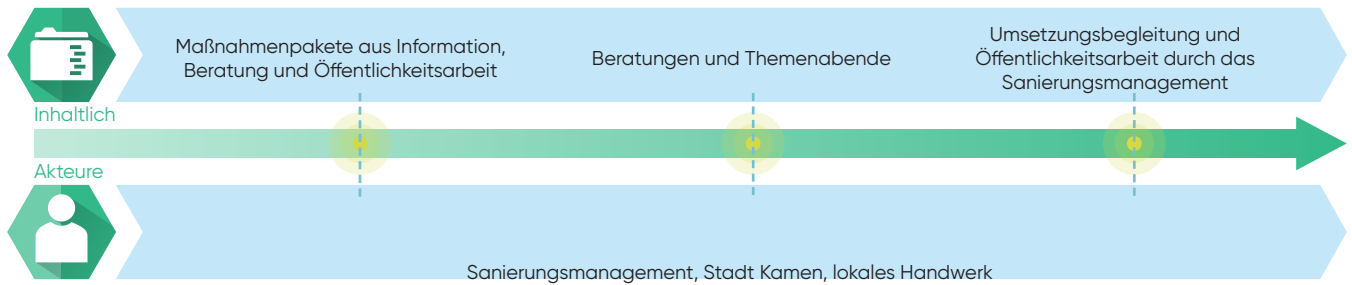 Maßnahmenpakete aus Information,
Beratung und Öffentlichkeitsarbeit
Beratungen und Themenabende
Umsetzungsbegleitung und
Öffentlichkeitsarbeit durch das
Sanierungsmanagement
Inhaltlich
Akteure
Sanierungsmanagement, Stadt Kamen, lokales Handwerk